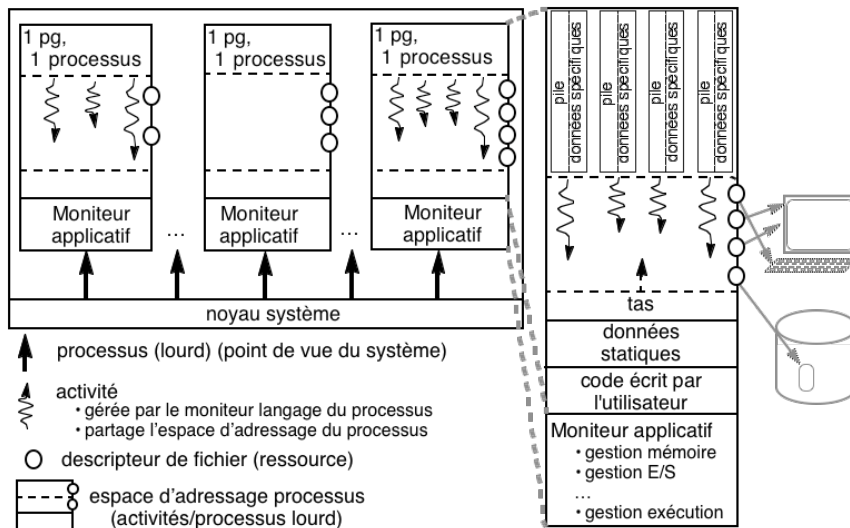 1 pg,
1 processus
1 pg,
1 processus
1 pg,
1 processus
Moniteur
applicatif
...
Moniteur
applicatif
...
Moniteur
applicatif
noyau système
processus (lourd) (point de vue du système)
activité
• gérée par le moniteur langage du processus
• partage l'espace d'adressage du processus
descripteur de fichier (ressource)
espace d'adressage processus
(activités/processus lourd)
pile
données spécifiques
pile
données spécifiques
pile
données spécifiques
pile
données spécifiques
tas
données
statiques
code écrit par
l'utilisateur
Moniteur applicatif
• gestion mémoire
• gestion E/S
...
• gestion exécution